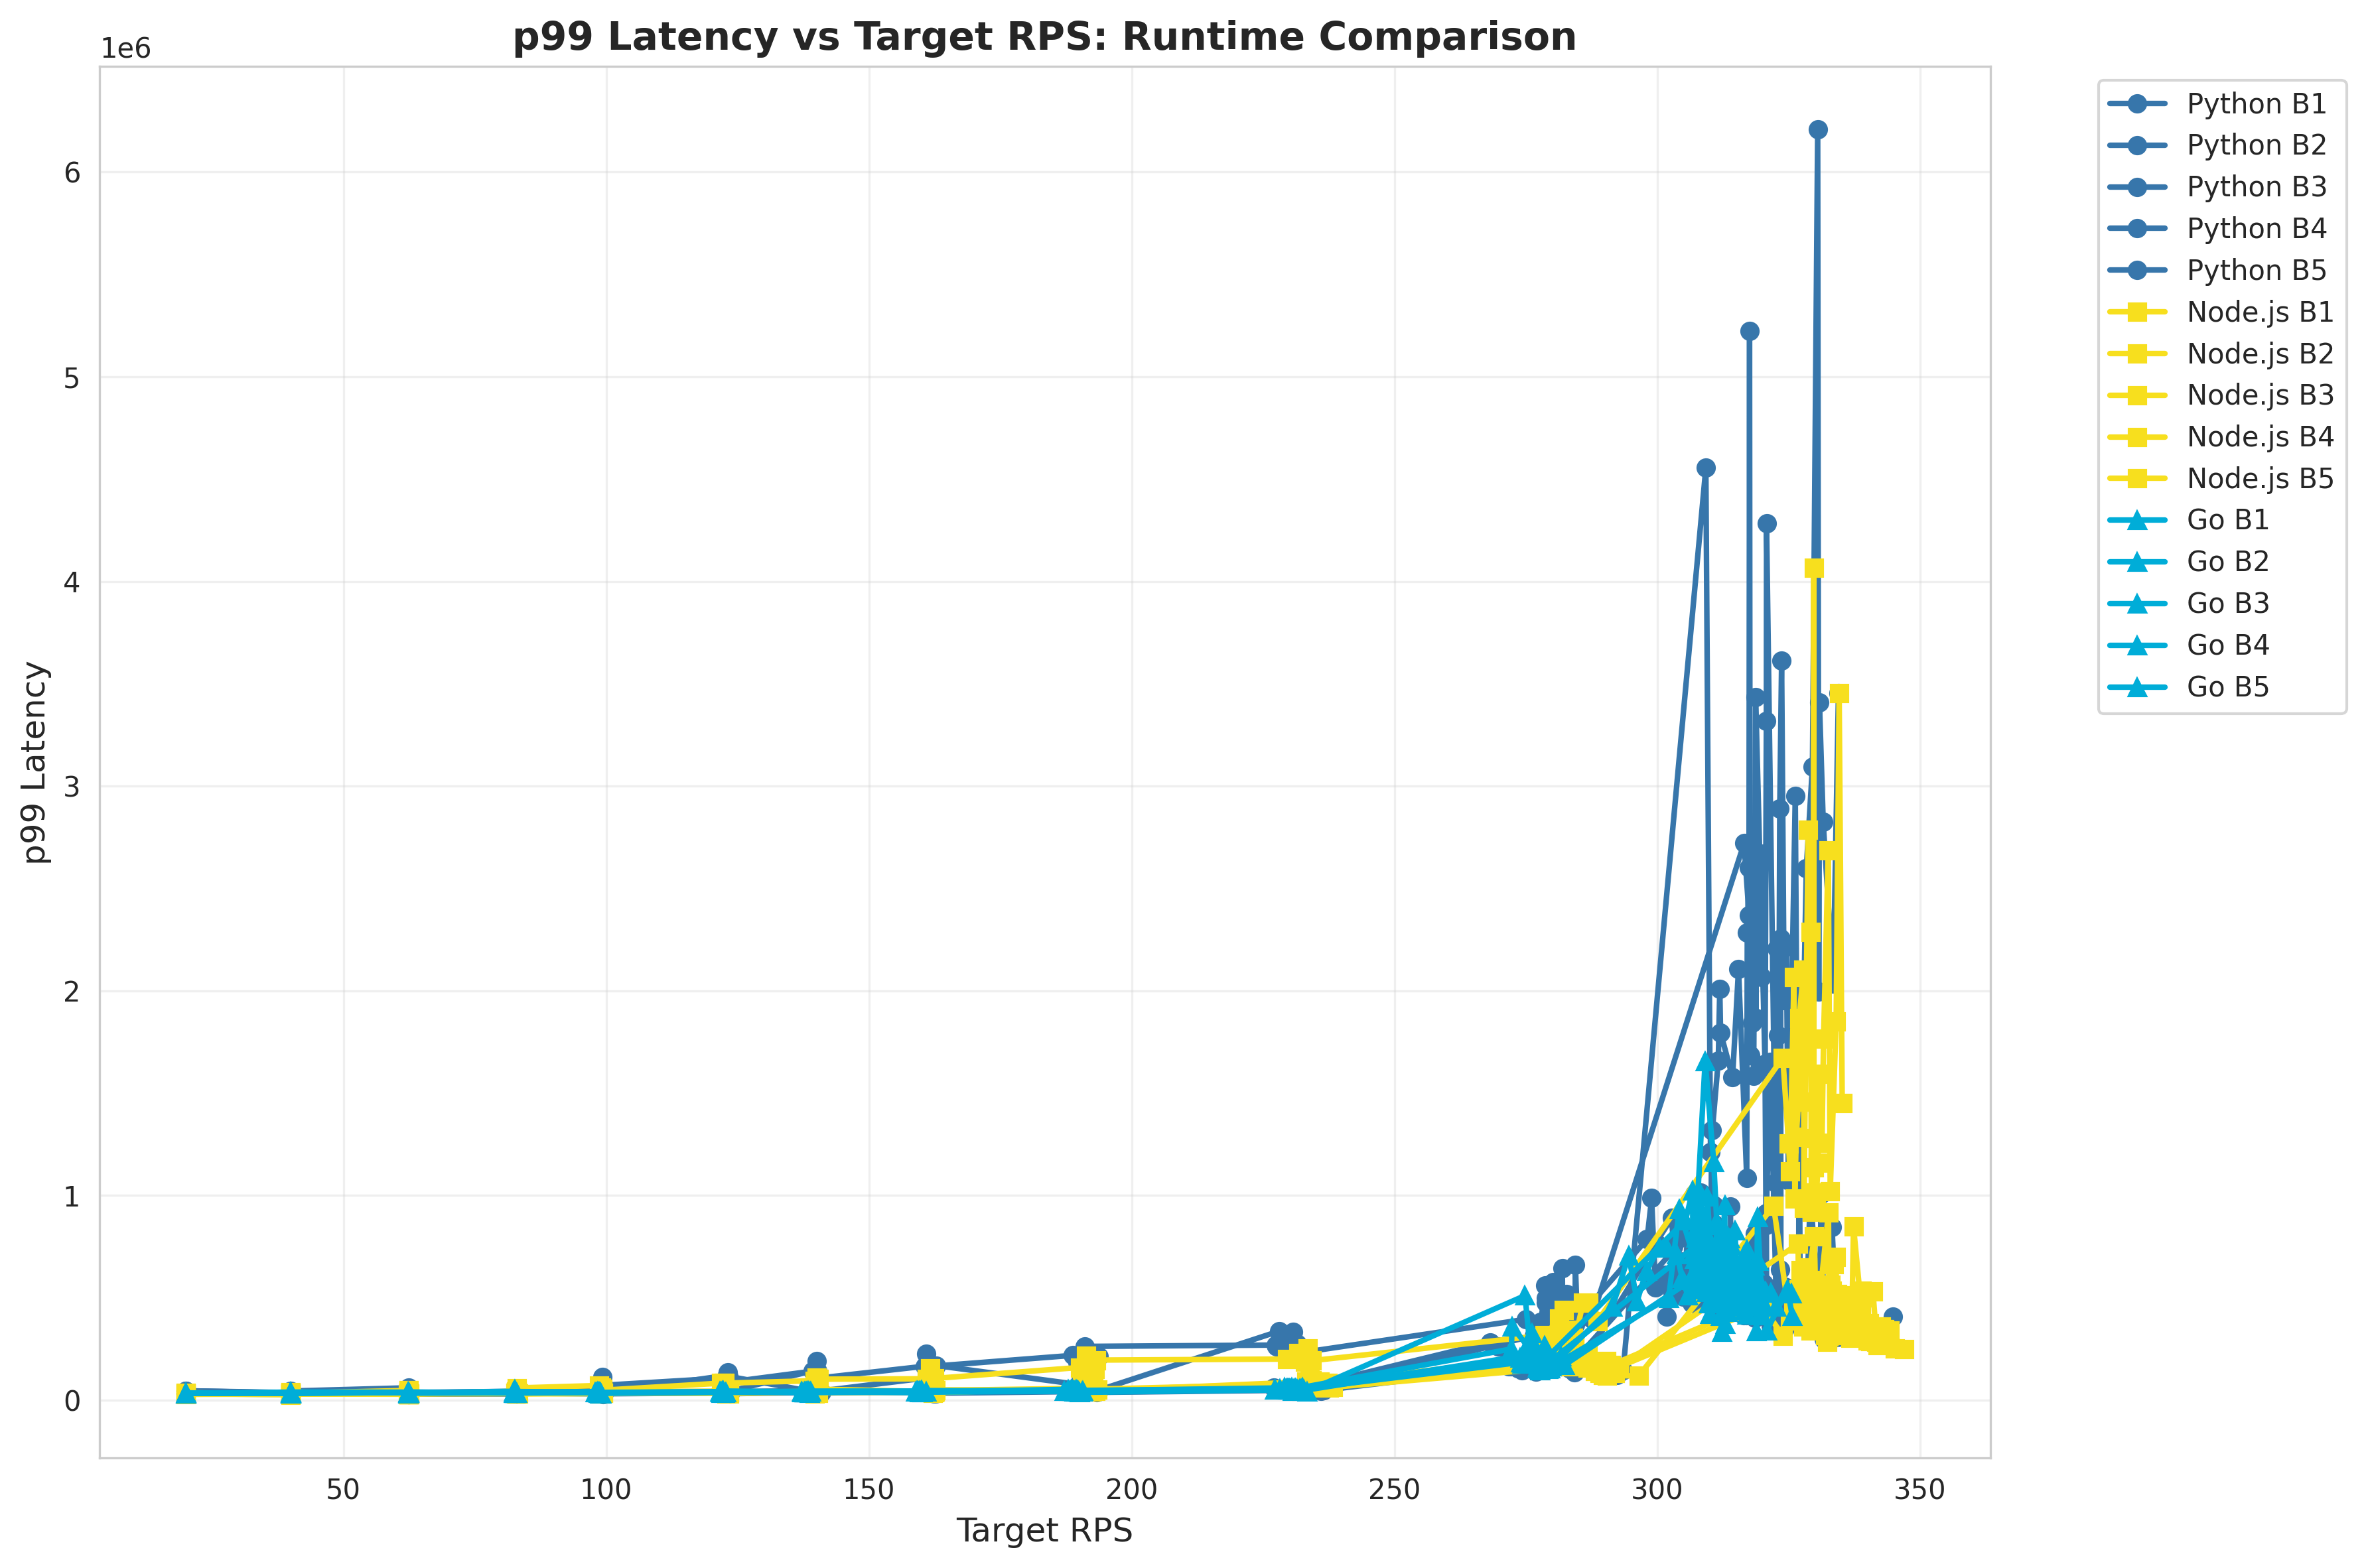 p99 Latency vs Target RPS: Runtime Comparison
1e6
6
5
4
3
2
1
0
p99 Latency
50
100
150
200
250
300
350
Target RPS
Python B1
Python B2
Python B3
Python B4
Python B5
Node.js B1
Node.js B2
Node.js B3
Node.js B4
Node.js B5
Go B1
Go B2
Go B3
Go B4
Go B5